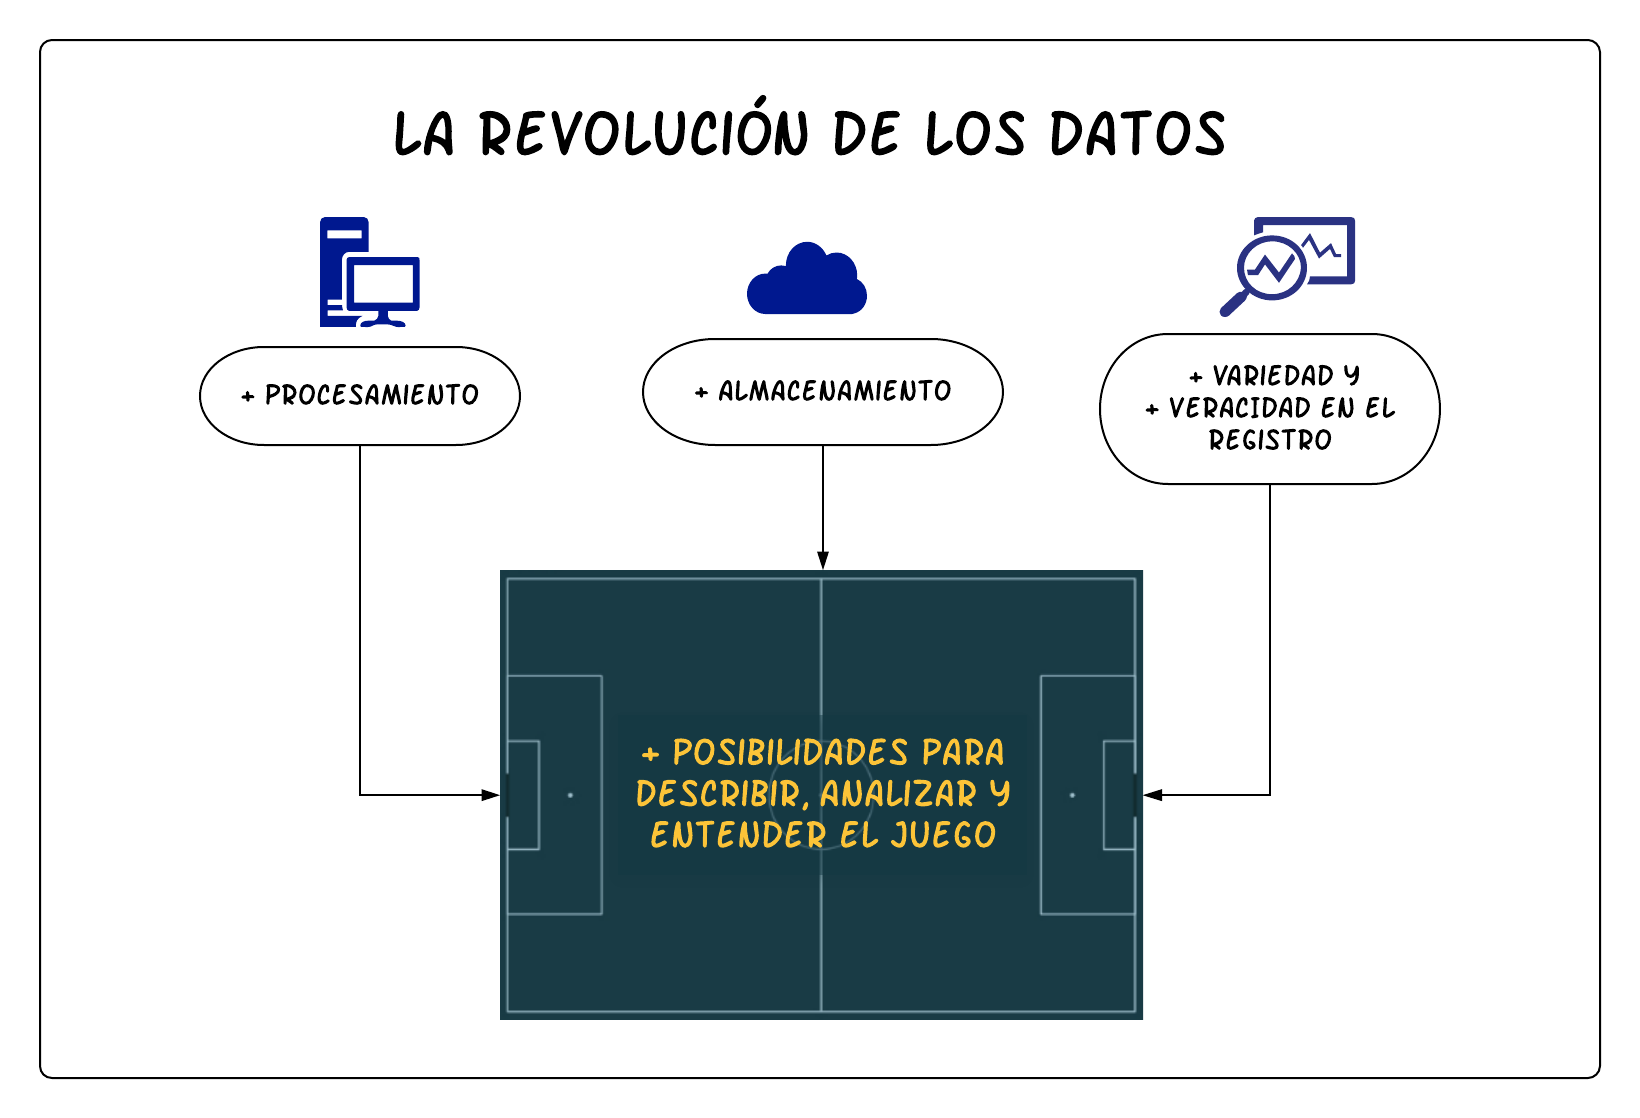 LA REVOLUCIÓN DE LOS DATOS
+ PROCESAMIENTO
+ ALMACENAMIENTO
+ VARIEDAD Y
+ VERACIDAD EN EL
REGISTRO
+ POSIBILIDADES PARA
DESCRIBIR, ANALIZAR Y
ENTENDER EL JUEGO